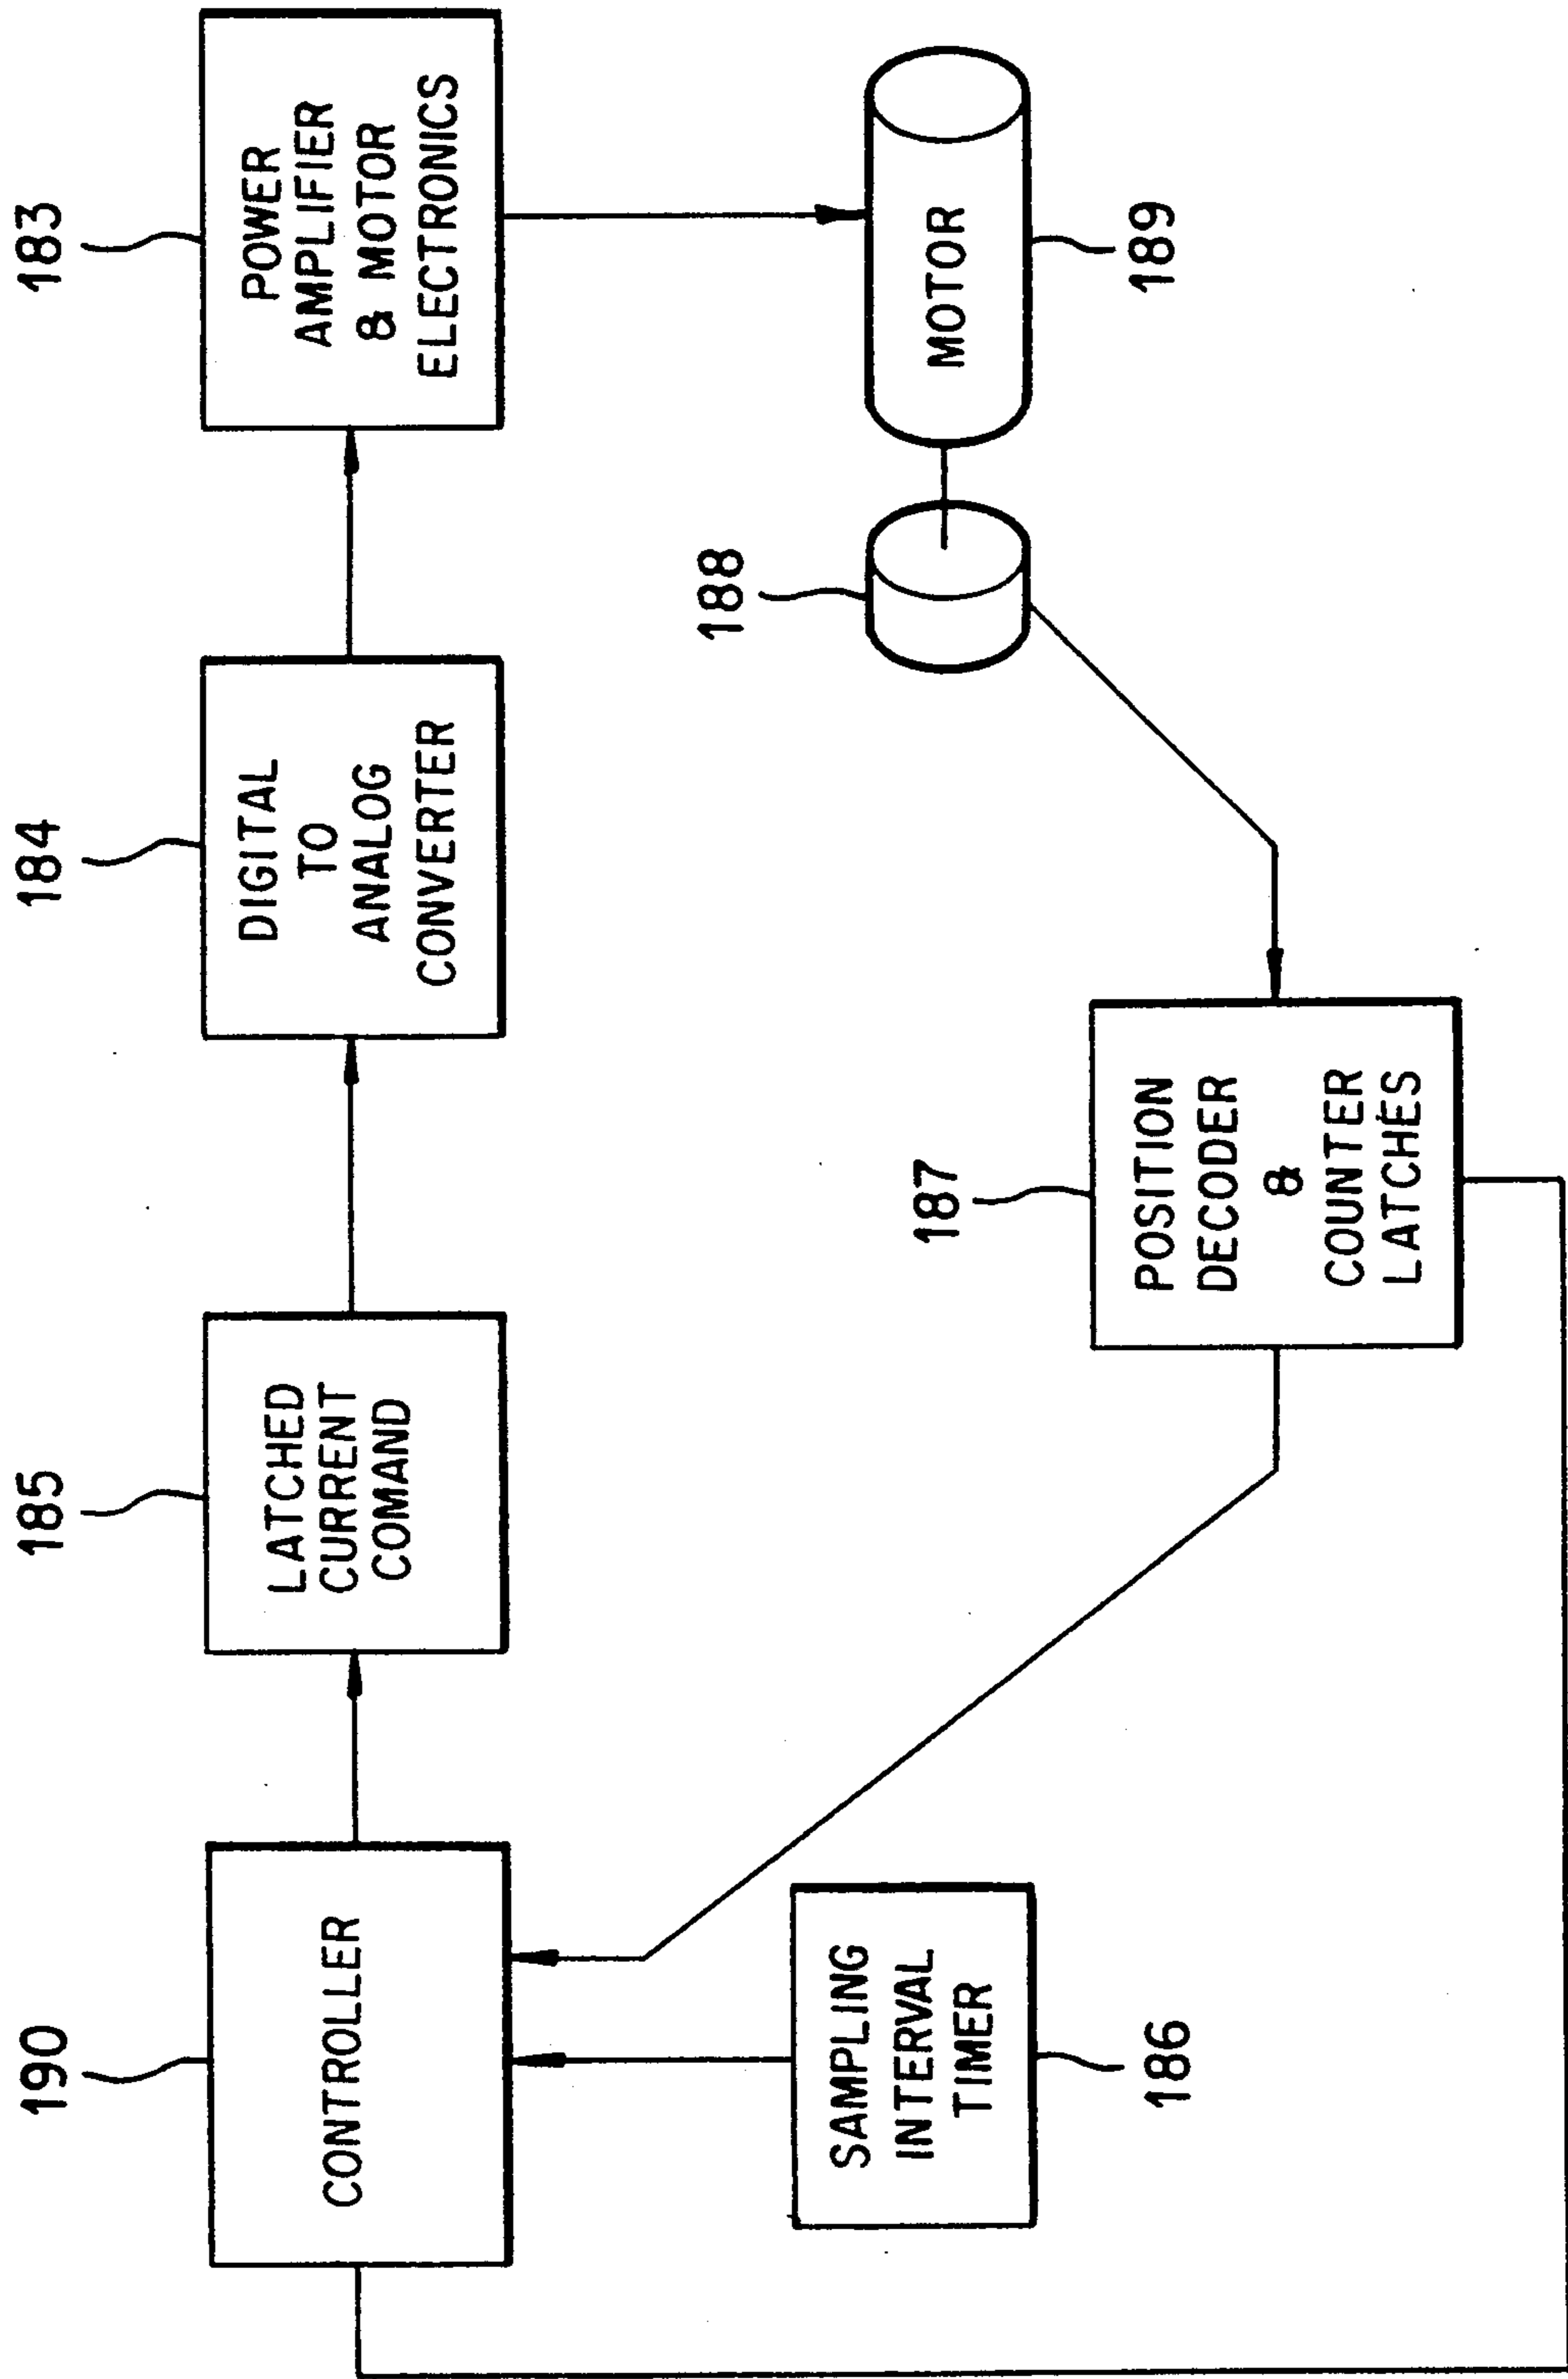 190
CONTROLLER
185
LATCHED
CURRENT
COMAND
184
DIGITAL
TO
ANALOG
CONVERTER
183
POWER
AMPLIFIER
& MOTOR
ELECTRONICS
188
MOTOR
189
187
POSITION
DECODER
&
COUNTER
LATCHES
SAMPLING
INTERVAL
TIMER
186